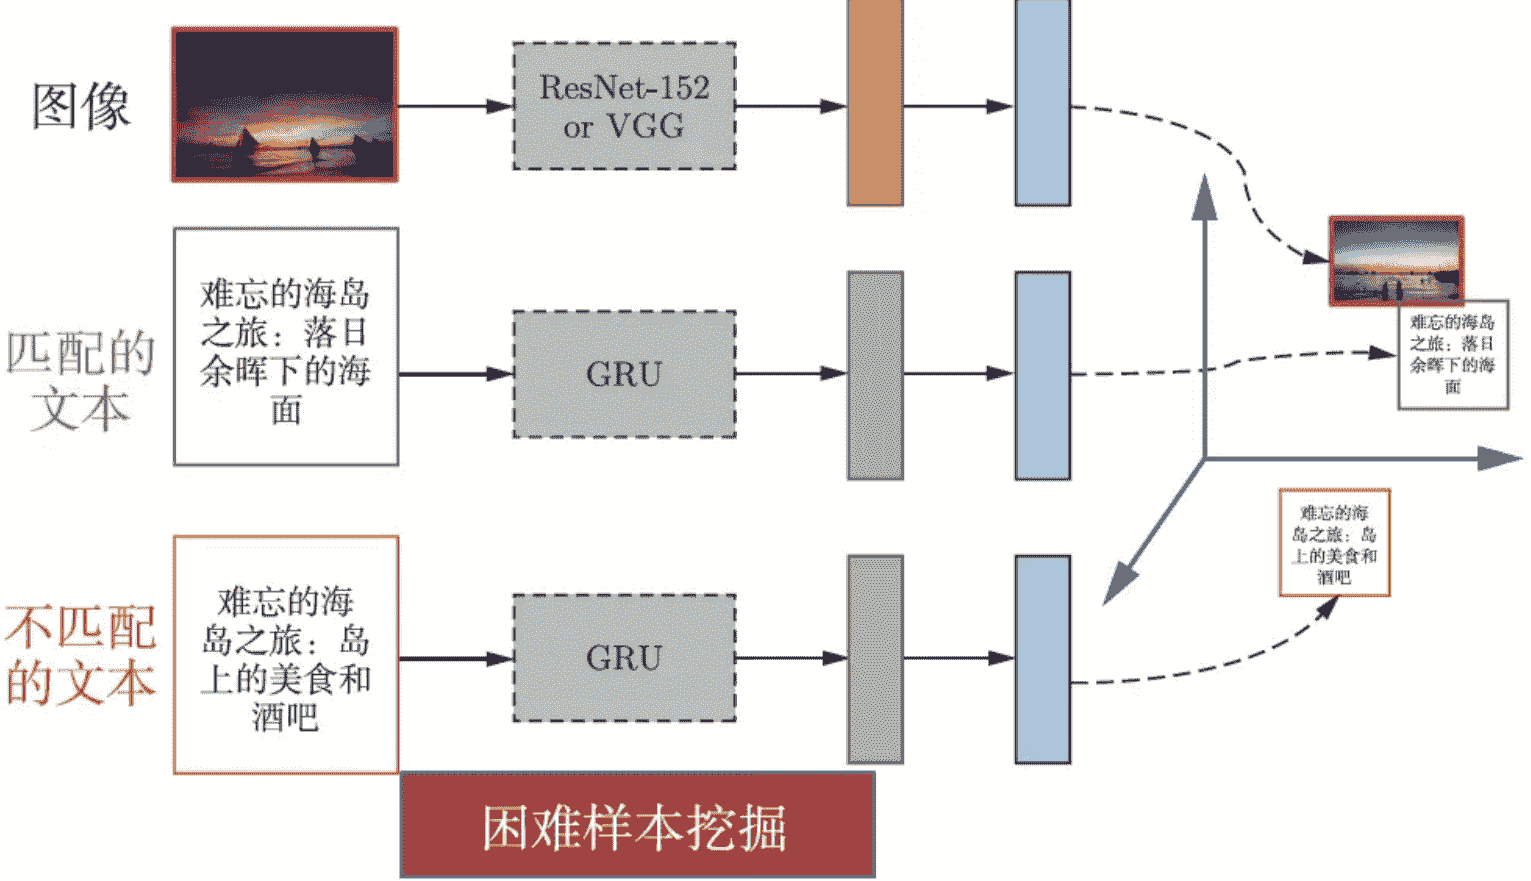 图像
ResNet-152
or VGG
匹配的
文本
难忘的海岛
之旅：落日
余晖下的海
面
GRU
难忘的海岛
之旅：落日
余晖下的海
面
不匹配
的文本
难忘的海
岛之旅：岛
上的美食和
酒吧
GRU
难忘的海
岛之旅：岛
上的美食和
酒吧
困难样本挖掘